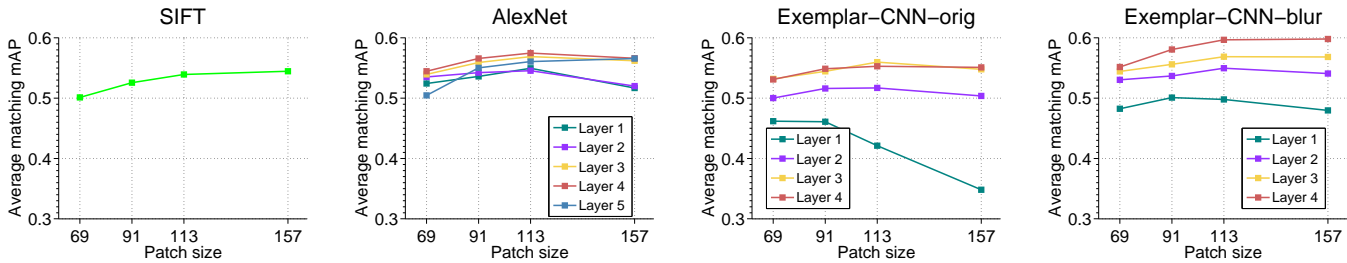 SIFT
0.6
0.5
0.4
0.3
Average matching mAP
69 91 113 157
Patch size
AlexNet
0.6
0.5
0.4
0.3
Average matching mAP
Layer 1
Layer 2
Layer 3
Layer 4
Layer 5
69 91 113 157
Patch size
Exemplar−CNN−orig
0.6
0.5
0.4
0.3
Average matching mAP
Layer 1
Layer 2
Layer 3
Layer 4
69 91 113 157
Patch size
Exemplar−CNN−blur
0.6
0.5
0.4
0.3
Average matching mAP
Layer 1
Layer 2
Layer 3
Layer 4
69 91 113 157
Patch size